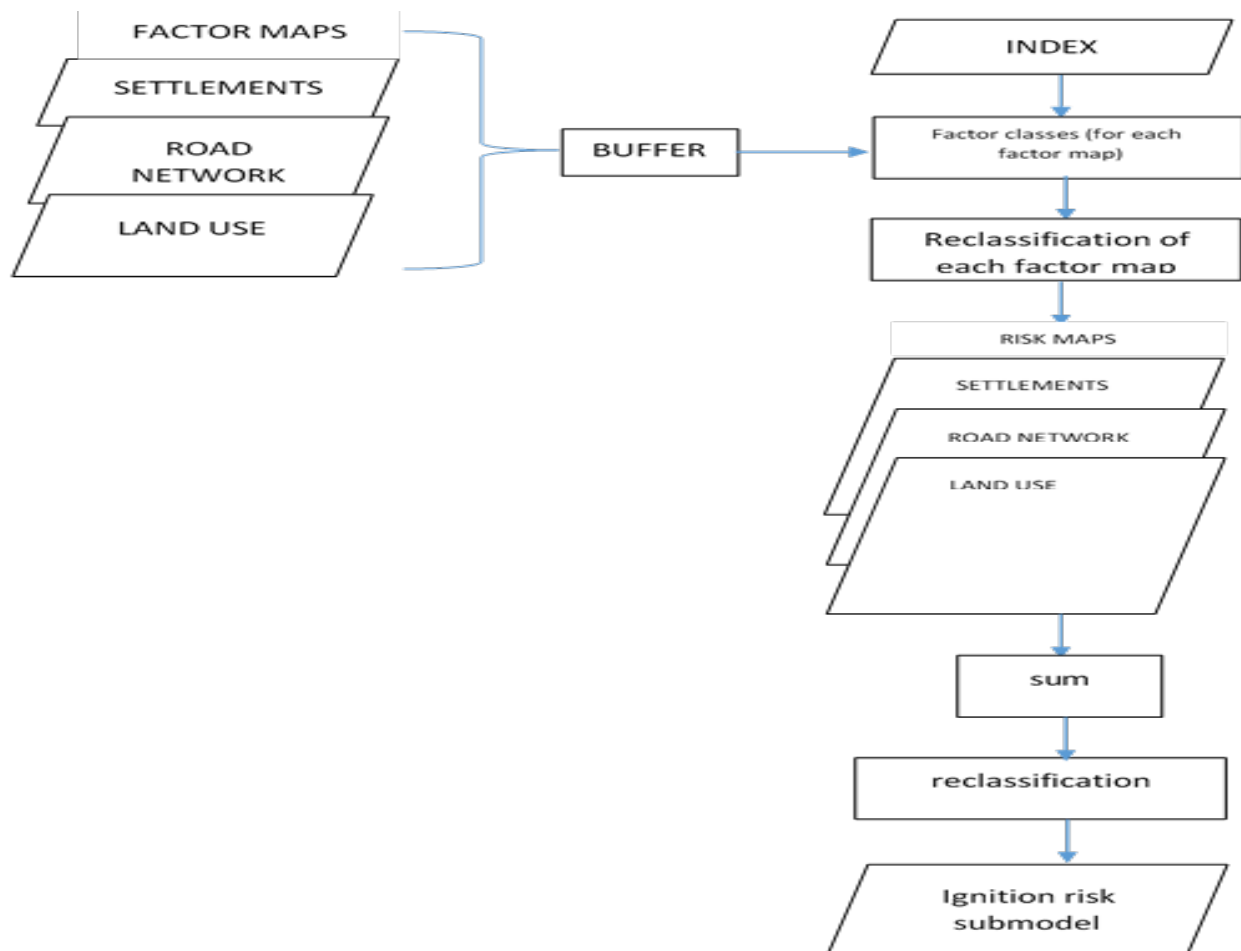 FACTOR MAPS
SETTLEMENTS
ROAD
NETWORK
LAND USE
BUFFER
INDEX
Factor classes (for each
factor map)
Reclassification of
each factor map
RISK MAPS
SETTLEMENTS
ROAD NETWORK
LAND USE
sum
reclassification
Ignition risk
submodel